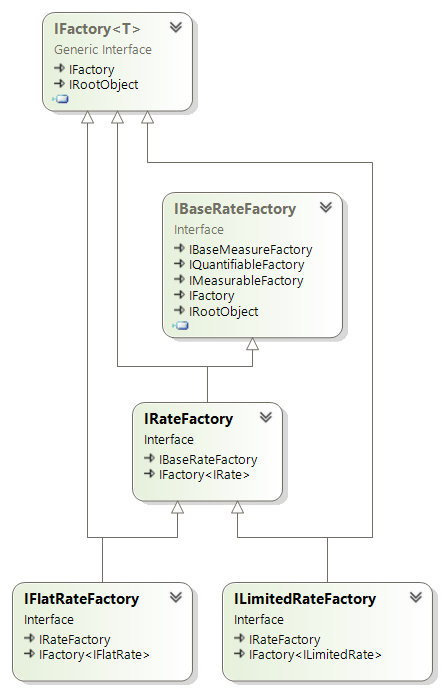 IFactory<T>
Generic Interface
IFactory
IRootObject
IBaseRateFactory
Interface
IBaseMeasureFactory
IQuantifiableFactory
IMeasurableFactory
IFactory
IRootObject
IRateFactory
Interface
IBaseRateFactory
IFactory<IRate>
IFlatRateFactory
Interface
IRateFactory
IFactory<IFlatRate>
ILimitedRateFactory
Interface
IRateFactory
IFactory<ILimitedRate>